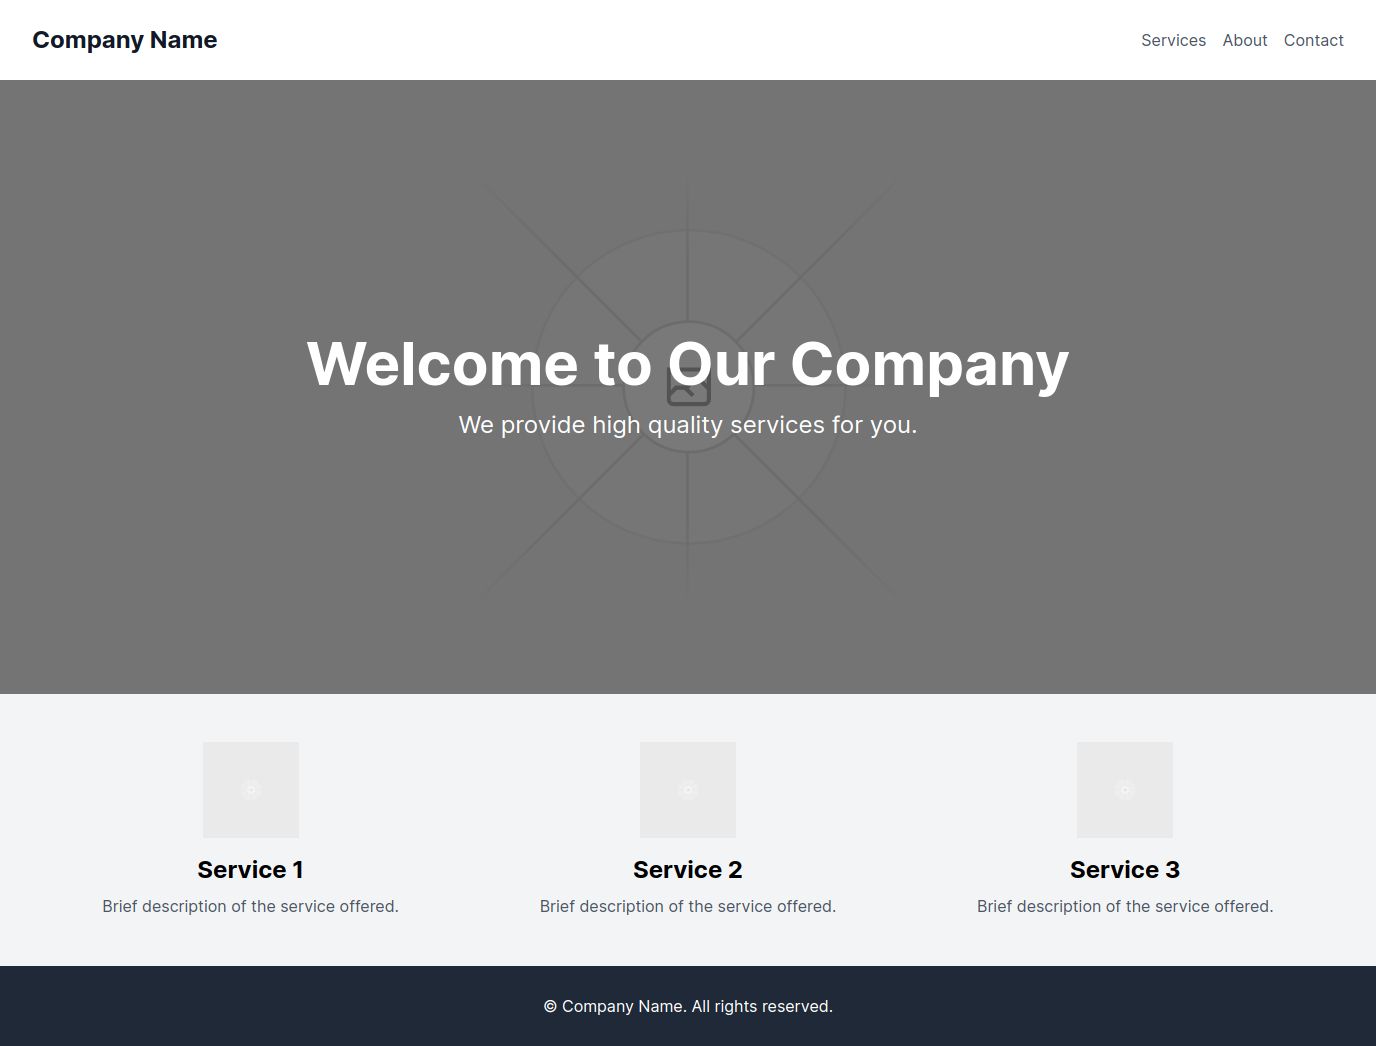 Company Name
Services About Contact
Welcome to Our Company
We provide high quality services for you.
Service 1
Brief description of the service offered.
Service 2
Brief description of the service offered.
Service 3
Brief description of the service offered.
© Company Name. All rights reserved.